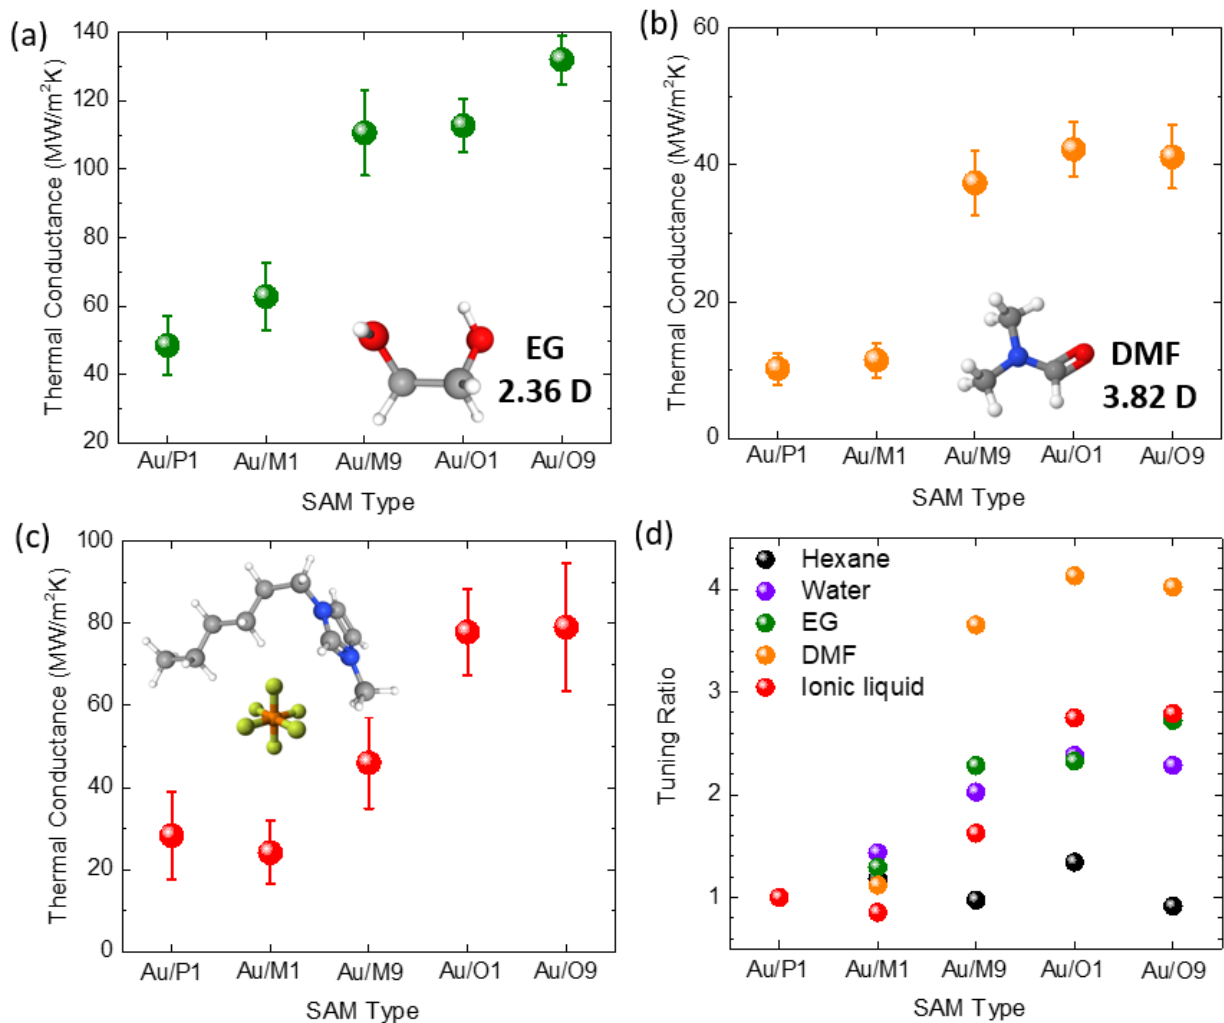 (a)
140
120
100
80
60
40
20
Thermal Conductance (MW/m²K)
EG
2.36 D
Au/P1 Au/M1 Au/M9 Au/O1 Au/O9
SAM Type
(b)
60
40
20
0
Thermal Conductance (MW/m²K)
DMF
3.82 D
Au/P1 Au/M1 Au/M9 Au/O1 Au/O9
SAM Type
(c)
100
80
60
40
20
0
Thermal Conductance (MW/m²K)
Au/P1 Au/M1 Au/M9 Au/O1 Au/O9
SAM Type
(d)
4
3
2
1
Tuning Ratio
Hexane
Water
EG
DMF
Ionic liquid
Au/P1 Au/M1 Au/M9 Au/O1 Au/O9
SAM Type